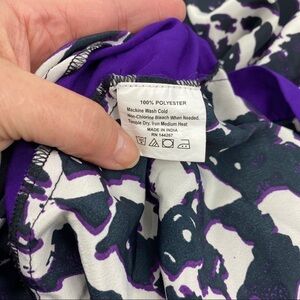 100% POLYESTER
Machine Wash Cold
Non-Chlorine Bleach When Needed.
Tumble Dry. Iron Medium Heat
MADE IN INDIA
RN 144267